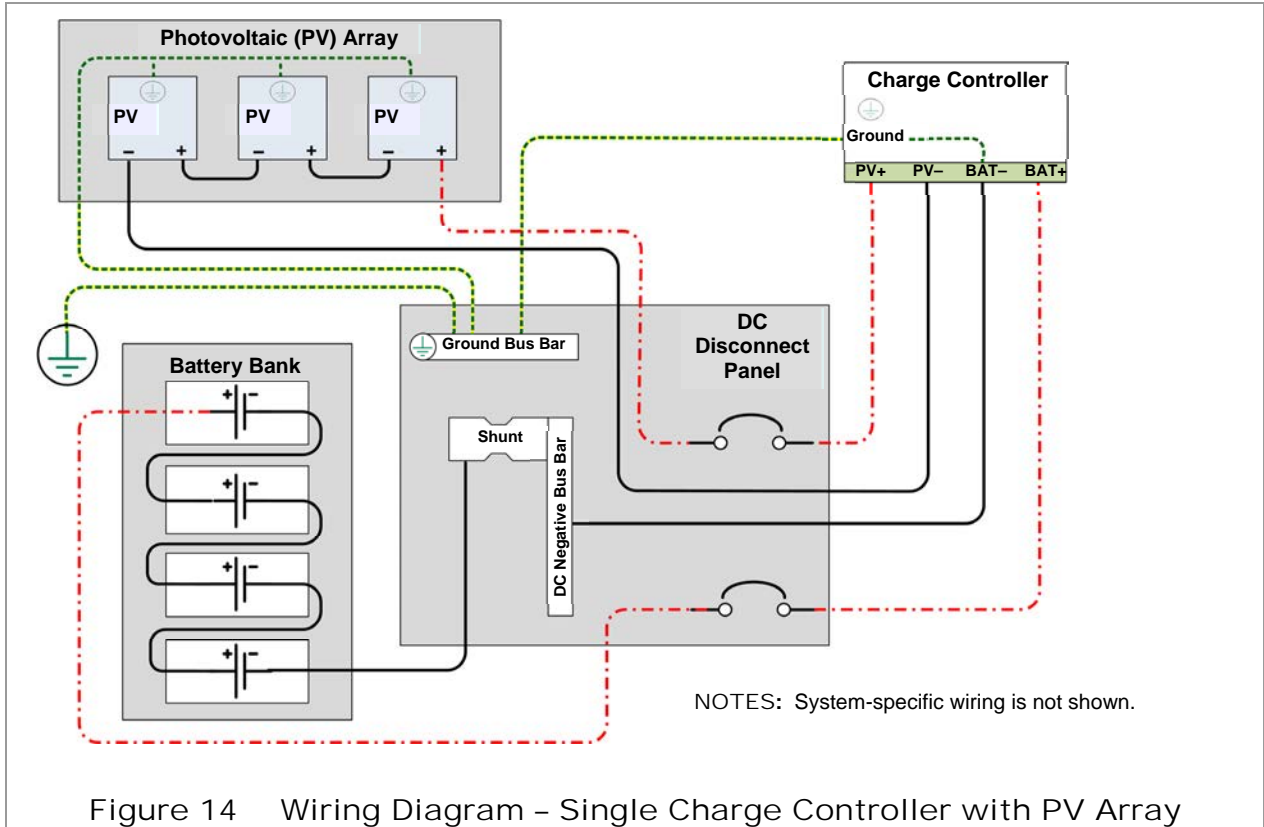 Photovoltaic (PV) Array
PV
PV
PV
– +
– +
– +
Charge Controller
Ground
PV+ PV– BAT– BAT+
Ground Bus Bar
DC
Disconnect
Panel
Battery Bank
+ -
+ -
+ -
+ -
Shunt
DC Negative Bus Bar
NOTES: System-specific wiring is not shown.
Figure 14 Wiring Diagram – Single Charge Controller with PV Array